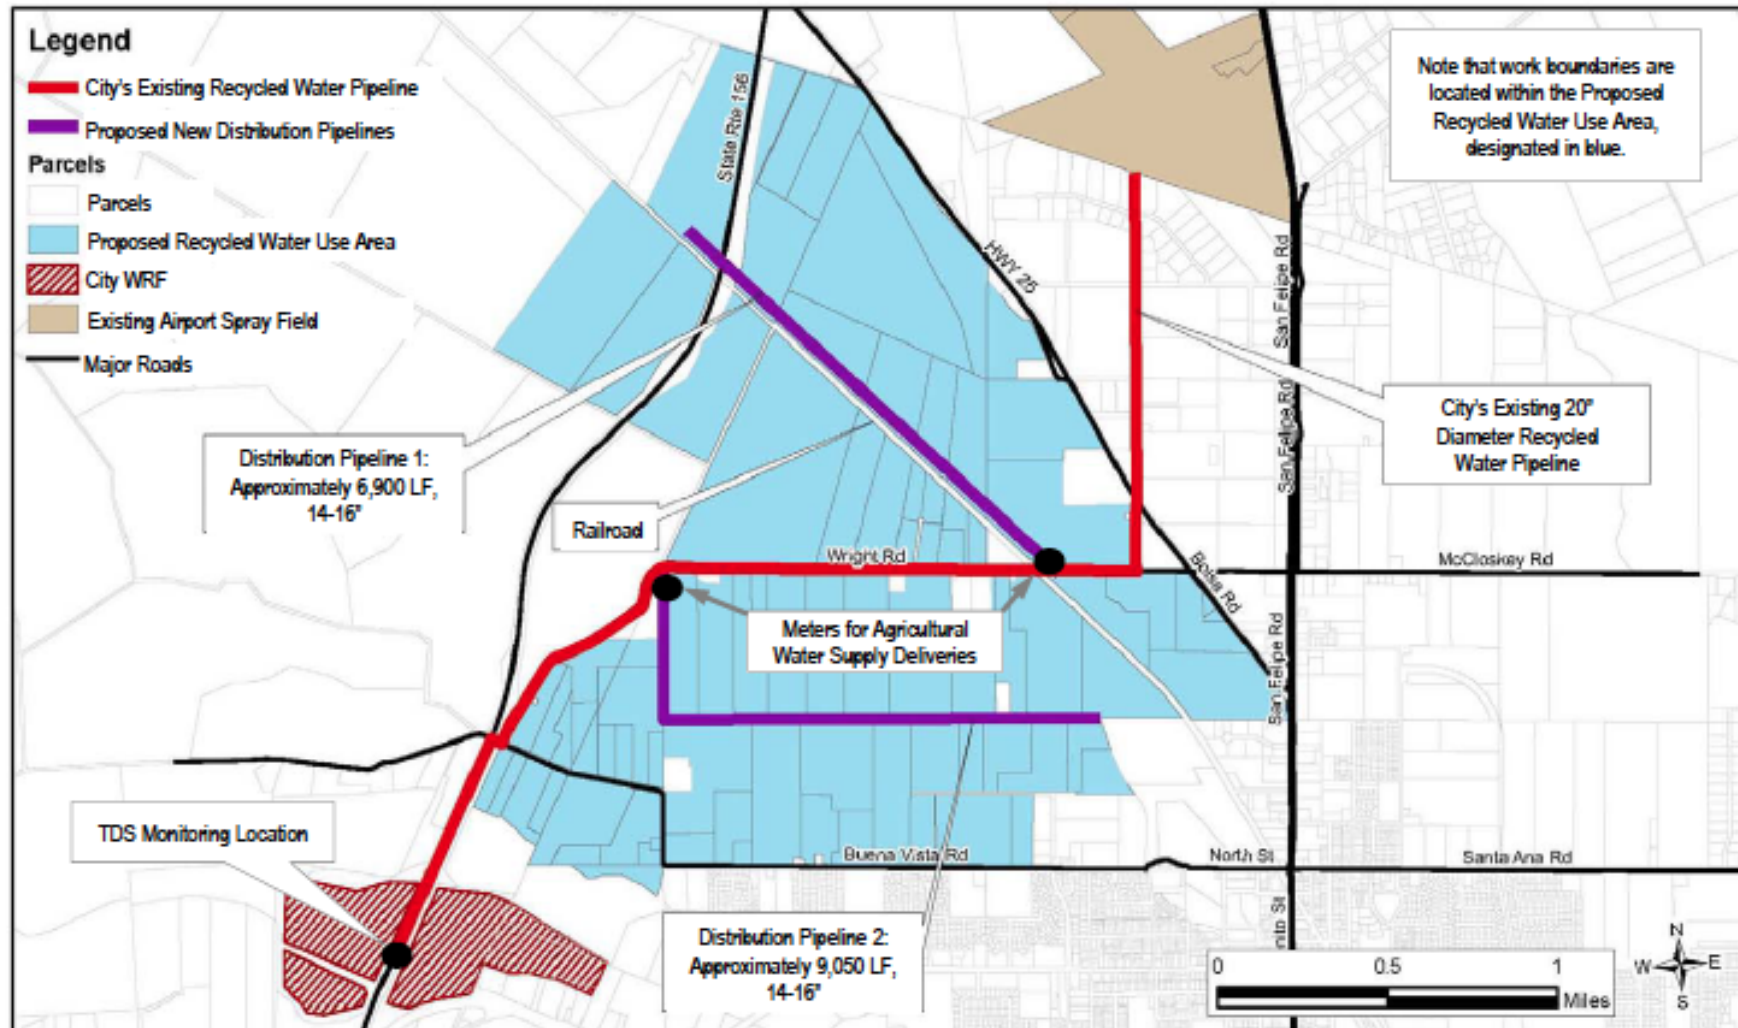 Legend
City's Existing Recycled Water Pipeline
Proposed New Distribution Pipelines
Parcels
Parcels
Proposed Recycled Water Use Area
City WRF
Existing Airport Spray Field
Major Roads
Note that work boundaries are
located within the Proposed
Recycled Water Use Area,
designated in blue.
State Rte 156
HWY 25
San Felipe Rd
San Felipe Rd
City's Existing 20"
Diameter Recycled
Water Pipeline
Distribution Pipeline 1:
Approximately 6,900 LF,
14-16"
Railroad
Wright Rd
McCloskey Rd
Bolsa Rd
Meters for Agricultural
Water Supply Deliveries
San Felipe Rd
TDS Monitoring Location
Buena Vista Rd
North St
Santa Ana Rd
Distribution Pipeline 2:
Approximately 9,050 LF,
14-16"
nito St
0 0.5 1
Miles
N
W E
S